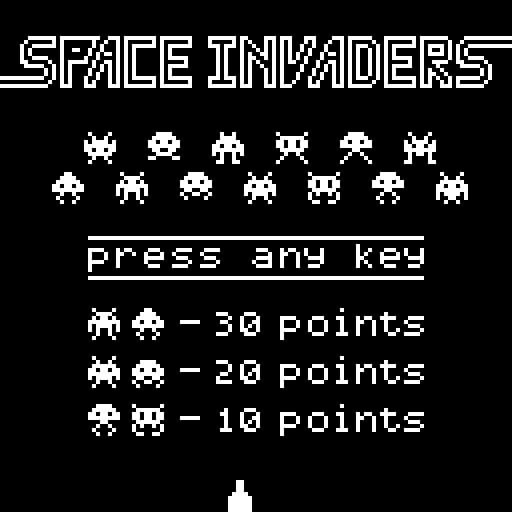 SPACE INVADERS
press any key
- 30 points
- 20 points
- 10 points